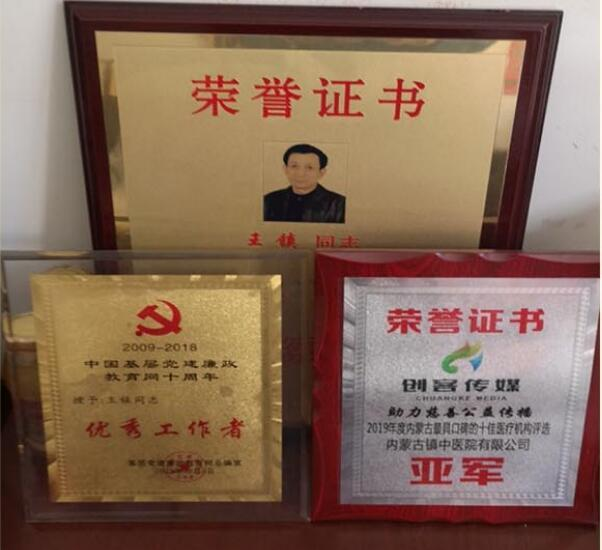 荣誉证书
王镇 同志
2009-2018
中国基层党建廉政
教育网十周年
授予:王镇同志
优秀工作者
荣誉证书
创客传媒
CHUANGKE MEDIA
助力慈善公益传播
2019年度内蒙古最具口碑的十佳医疗机构评选
内蒙古镇中医院有限公司
亚军